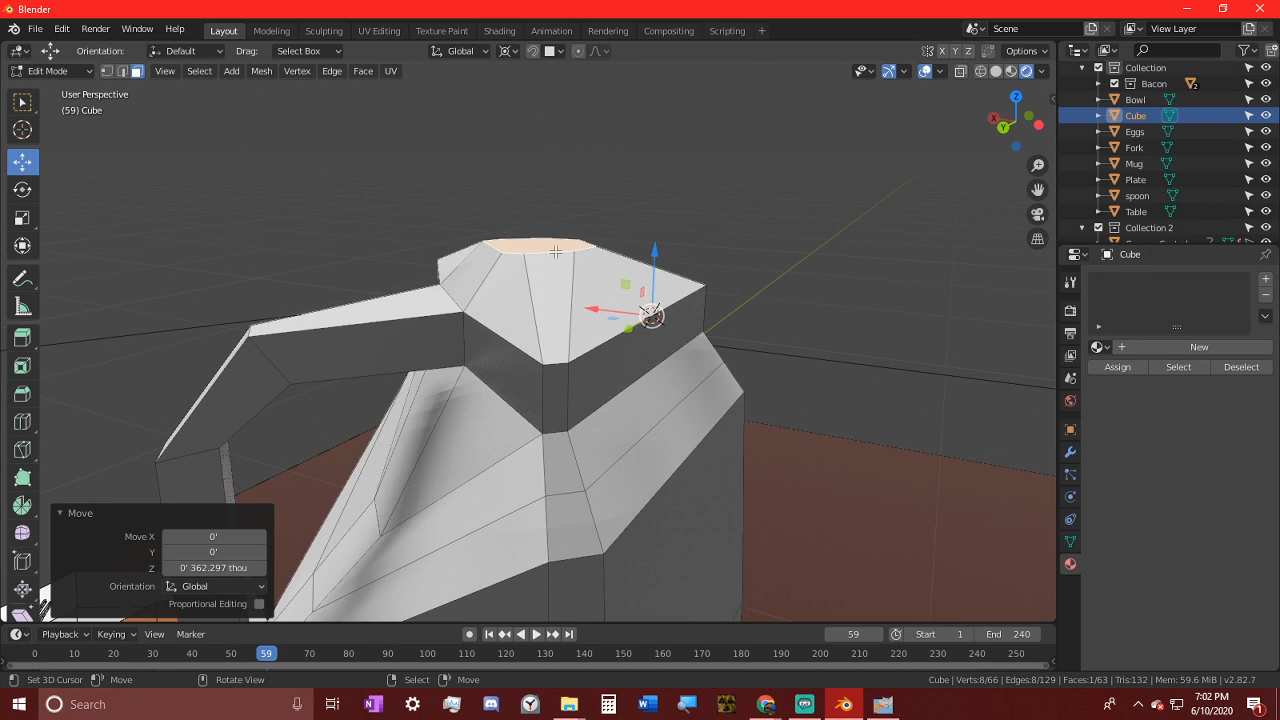 Blender
File Edit Render Window Help Layout Modeling Sculpting UV Editing Texture Paint Shading Animation Rendering Compositing Scripting + Scene View Layer
Orientation: Default Drag: Select Box Global X Y Z Options
Edit Mode View Select Add Mesh Vertex Edge Face UV
User Perspective
(59) Cube
Z
X
Y
Collection
Bacon 2
Bowl
Cube
Eggs
Fork
Mug
Plate
spoon
Table
Collection 2
Cube
+ New
Assign Select Deselect
Move
Move X 0'
Y 0'
Z 0' 362.297 thou
Orientation Global
Proportional Editing
Playback Keying View Marker 59 Start 1 End 240
0 10 20 30 40 50 59 70 80 90 100 110 120 130 140 150 160 170 180 190 200 210 220 230 240 250
Set 3D Cursor Move Rotate View Select Move Cube | Verts:8/66 | Edges:8/129 | Faces:1/63 | Tris:132 | Mem: 59.6 MiB | v2.82.7
Search 7:02 PM
6/10/2020